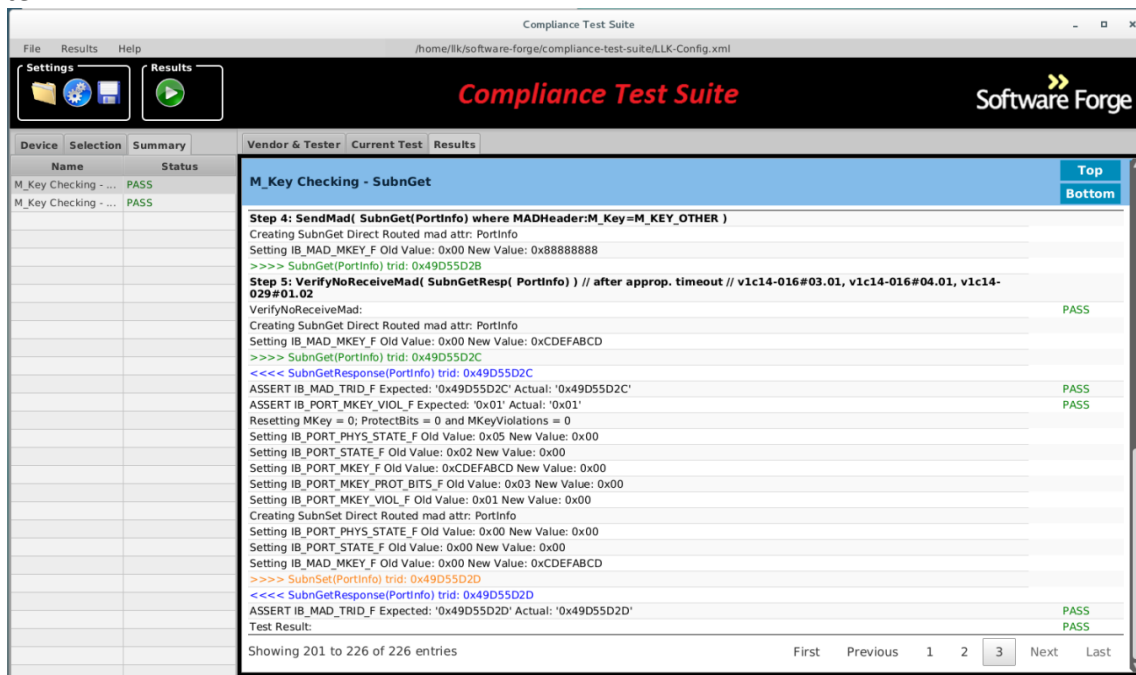 Compliance Test Suite
File Results Help /home/llk/software-forge/compliance-test-suite/LLK-Config.xml
Settings Results
Compliance Test Suite
Software Forge
Device Selection Summary
Vendor & Tester Current Test Results
Name Status
M_Key Checking - ... PASS
M_Key Checking - ... PASS
M_Key Checking - SubnGet
Top
Bottom
Step 4: SendMad( SubnGet(PortInfo) where MADHeader:M_Key=M_KEY_OTHER )
Creating SubnGet Direct Routed mad attr: PortInfo
Setting IB_MAD_MKEY_F Old Value: 0x00 New Value: 0x88888888
>>>> SubnGet(PortInfo) trid: 0x49D55D2B
Step 5: VerifyNoReceiveMad( SubnGetResp( PortInfo) ) // after approp. timeout // v1c14-016#03.01, v1c14-016#04.01, v1c14-
029#01.02
VerifyNoReceiveMad: PASS
Creating SubnGet Direct Routed mad attr: PortInfo
Setting IB_MAD_MKEY_F Old Value: 0x00 New Value: 0xCDEFABCD
>>>> SubnGet(PortInfo) trid: 0x49D55D2C
<<<< SubnGetResponse(PortInfo) trid: 0x49D55D2C
ASSERT IB_MAD_TRID_F Expected: '0x49D55D2C' Actual: '0x49D55D2C' PASS
ASSERT IB_PORT_MKEY_VIOL_F Expected: '0x01' Actual: '0x01' PASS
Resetting MKey = 0; ProtectBits = 0 and MKeyViolations = 0
Setting IB_PORT_PHYS_STATE_F Old Value: 0x05 New Value: 0x00
Setting IB_PORT_STATE_F Old Value: 0x02 New Value: 0x00
Setting IB_PORT_MKEY_F Old Value: 0xCDEFABCD New Value: 0x00
Setting IB_PORT_MKEY_PROT_BITS_F Old Value: 0x03 New Value: 0x00
Setting IB_PORT_MKEY_VIOL_F Old Value: 0x01 New Value: 0x00
Creating SubnSet Direct Routed mad attr: PortInfo
Setting IB_PORT_PHYS_STATE_F Old Value: 0x00 New Value: 0x00
Setting IB_PORT_STATE_F Old Value: 0x00 New Value: 0x00
Setting IB_MAD_MKEY_F Old Value: 0x00 New Value: 0xCDEFABCD
>>>> SubnSet(PortInfo) trid: 0x49D55D2D
<<<< SubnGetResponse(PortInfo) trid: 0x49D55D2D
ASSERT IB_MAD_TRID_F Expected: '0x49D55D2D' Actual: '0x49D55D2D' PASS
Test Result: PASS
Showing 201 to 226 of 226 entries First Previous 1 2 3 Next Last